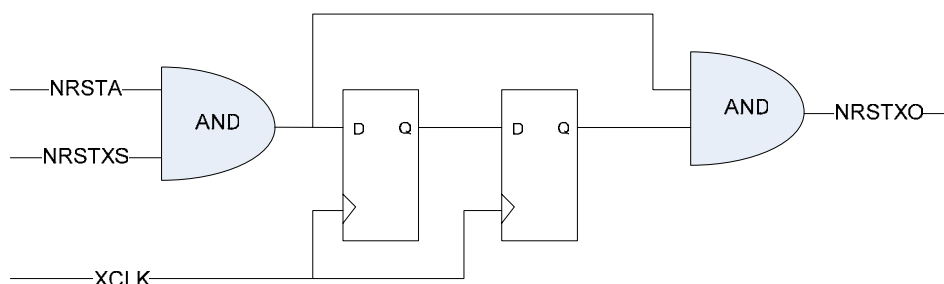 NRSTA
AND
AND
NRSTXO
D Q
D Q
NRSTXS
XCLK